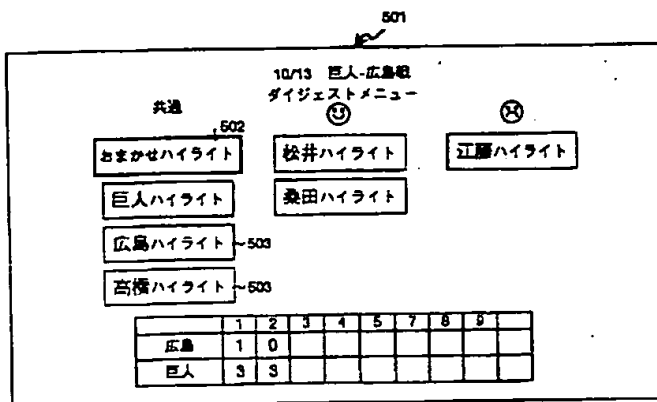 501
10/13 巨人-広島戦
ダイジェストメニュー
共通
502
おまかせハイライト
松井ハイライト
江藤ハイライト
巨人ハイライト
桑田ハイライト
広島ハイライト
503
高橋ハイライト
503
1 2 3 4 5 7 8 9
広島 1 0
巨人 3 3